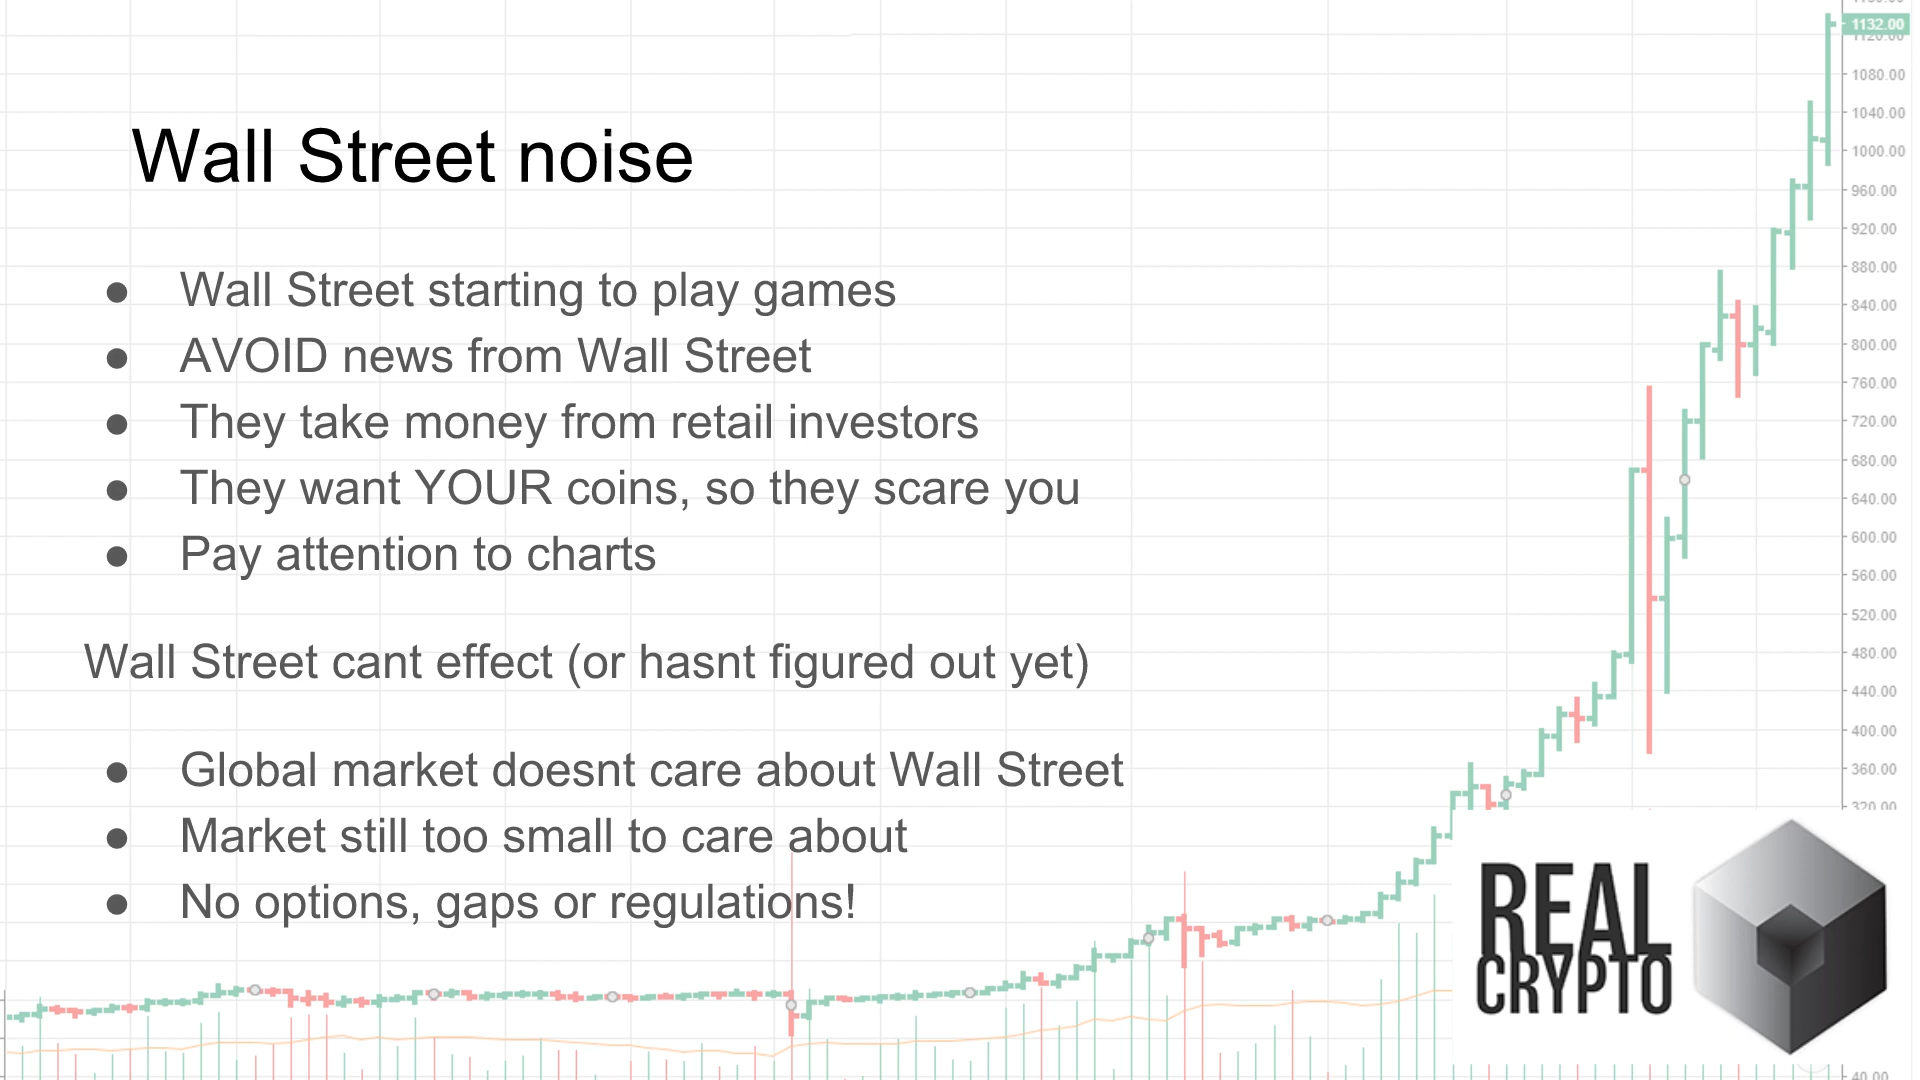 Wall Street noise
● Wall Street starting to play games
● AVOID news from Wall Street
● They take money from retail investors
● They want YOUR coins, so they scare you
● Pay attention to charts
Wall Street cant effect (or hasnt figured out yet)
● Global market doesnt care about Wall Street
● Market still too small to care about
● No options, gaps or regulations!
1132.00
1120.00
1080.00
1040.00
1000.00
960.00
920.00
880.00
840.00
800.00
760.00
720.00
680.00
640.00
600.00
560.00
520.00
480.00
440.00
400.00
360.00
320.00
40.00
REAL
CRYPTO